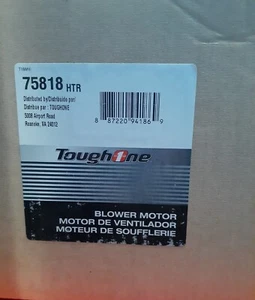 75818 HTR
Distributed by/Distribuido por/
Distribue par : TOUGHONE
5008 Airport Road
Roanoke, VA 24012
8 87220 94186 9
ToughOne
BLOWER MOTOR
MOTOR DE VENTILADOR
MOTEUR DE SOUFFLERIE